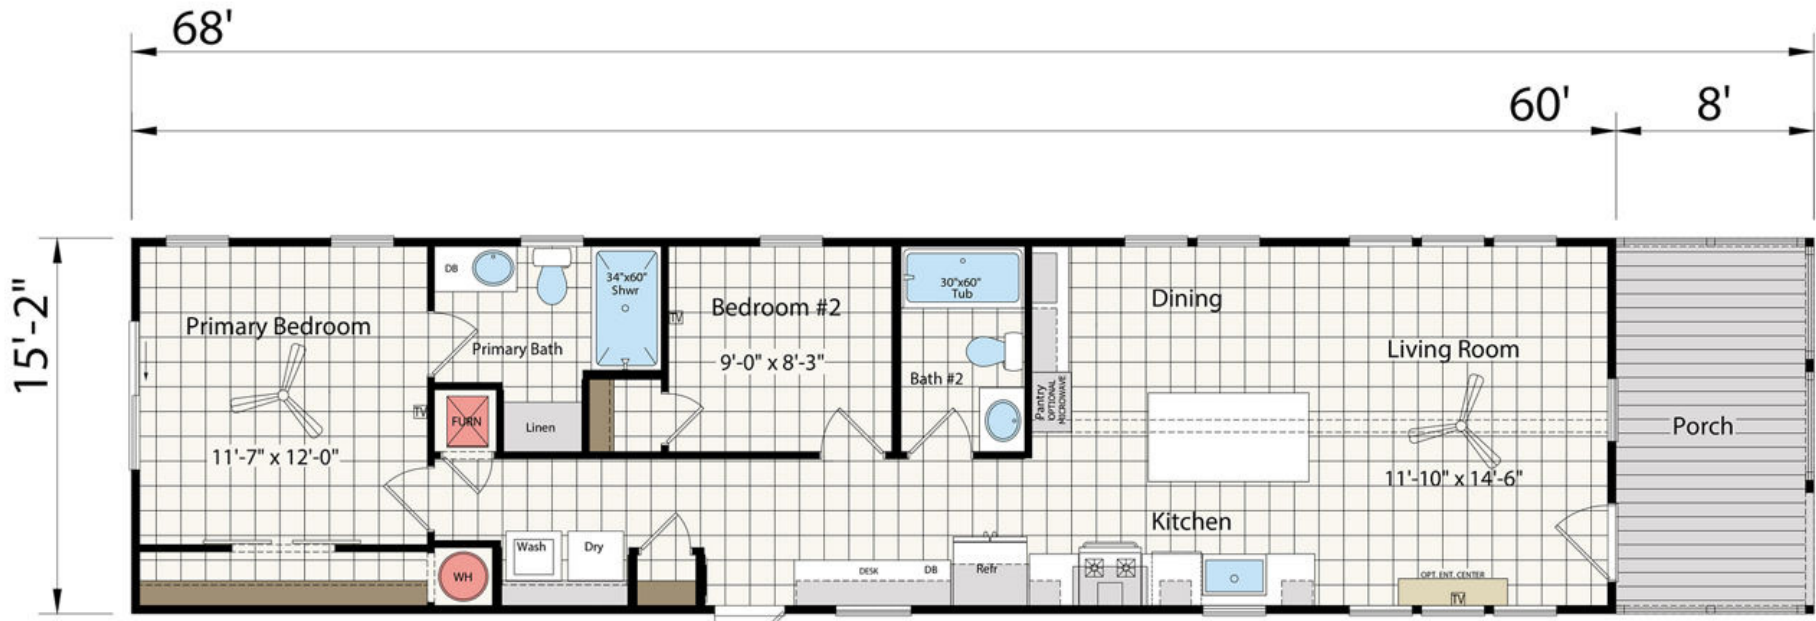 68'
60'
8'
15'-2"
Primary Bedroom
11'-7" x 12'-0"
TV
DB
34"x60"
Shwr
Primary Bath
FURN
Linen
WH
Wash
Dry
TV
Bedroom #2
9'-0" x 8'-3"
30"x60"
Tub
Bath #2
Pantry
OPTIONAL
MICROWAVE
DESK
DB
Refr
Dining
Kitchen
Living Room
11'-10" x 14'-6"
OPT. ENT. CENTER
TV
Porch